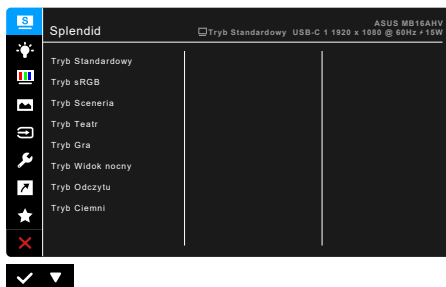 S
Splendid
ASUS MB16AHV
Tryb Standardowy USB-C 1 1920 x 1080 @ 60Hz 15W
Tryb Standardowy
Tryb sRGB
Tryb Sceneria
Tryb Teatr
Tryb Gra
Tryb Widok nocny
Tryb Odczytu
Tryb Ciemni